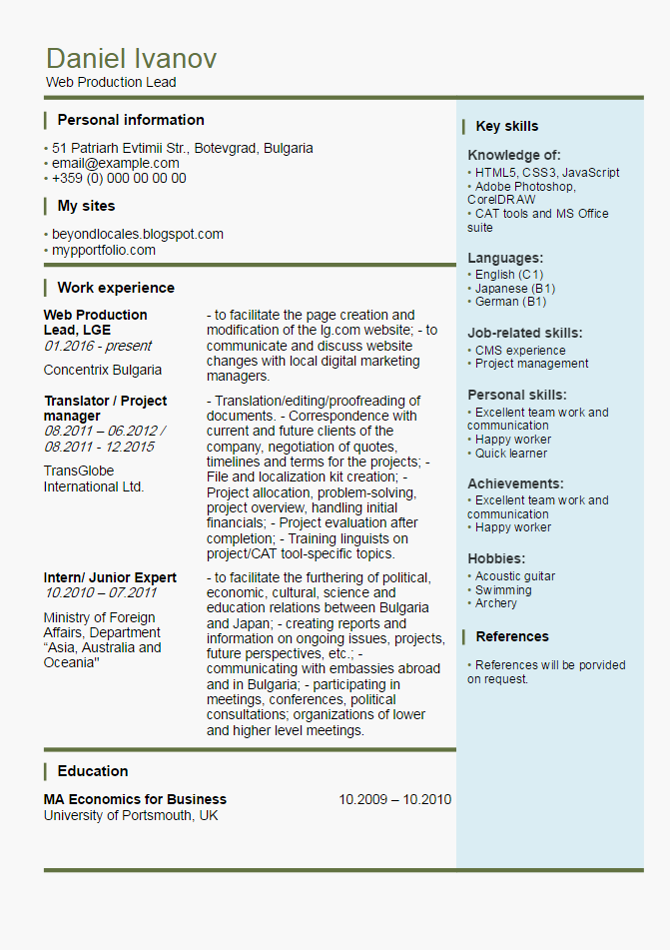 Daniel Ivanov
Web Production Lead
Personal information
• 51 Patriarh Evtimii Str., Botevgrad, Bulgaria
• email@example.com
• +359 (0) 000 00 00 00
My sites
• beyondlocales.blogspot.com
• mypportfolio.com
Work experience
Web Production
Lead, LGE
01.2016 - present
Concentrix Bulgaria
- to facilitate the page creation and
modification of the lg.com website; - to
communicate and discuss website
changes with local digital marketing
managers.
Translator / Project
manager
08.2011 – 06.2012 /
08.2011 - 12.2015
TransGlobe
International Ltd.
- Translation/editing/proofreading of
documents. - Correspondence with
current and future clients of the
company, negotiation of quotes,
timelines and terms for the projects; -
File and localization kit creation; -
Project allocation, problem-solving,
project overview, handling initial
financials; - Project evaluation after
completion; - Training linguists on
project/CAT tool-specific topics.
Intern/ Junior Expert
10.2010 – 07.2011
Ministry of Foreign
Affairs, Department
“Asia, Australia and
Oceania"
- to facilitate the furthering of political,
economic, cultural, science and
education relations between Bulgaria
and Japan; - creating reports and
information on ongoing issues, projects,
future perspectives, etc.; -
communicating with embassies abroad
and in Bulgaria; - participating in
meetings, conferences, political
consultations; organizations of lower
and higher level meetings.
Education
MA Economics for Business 10.2009 – 10.2010
University of Portsmouth, UK
Key skills
Knowledge of:
• HTML5, CSS3, JavaScript
• Adobe Photoshop,
CorelDRAW
• CAT tools and MS Office
suite
Languages:
• English (C1)
• Japanese (B1)
• German (B1)
Job-related skills:
• CMS experience
• Project management
Personal skills:
• Excellent team work and
communication
• Happy worker
• Quick learner
Achievements:
• Excellent team work and
communication
• Happy worker
Hobbies:
• Acoustic guitar
• Swimming
• Archery
References
• References will be porvided
on request.